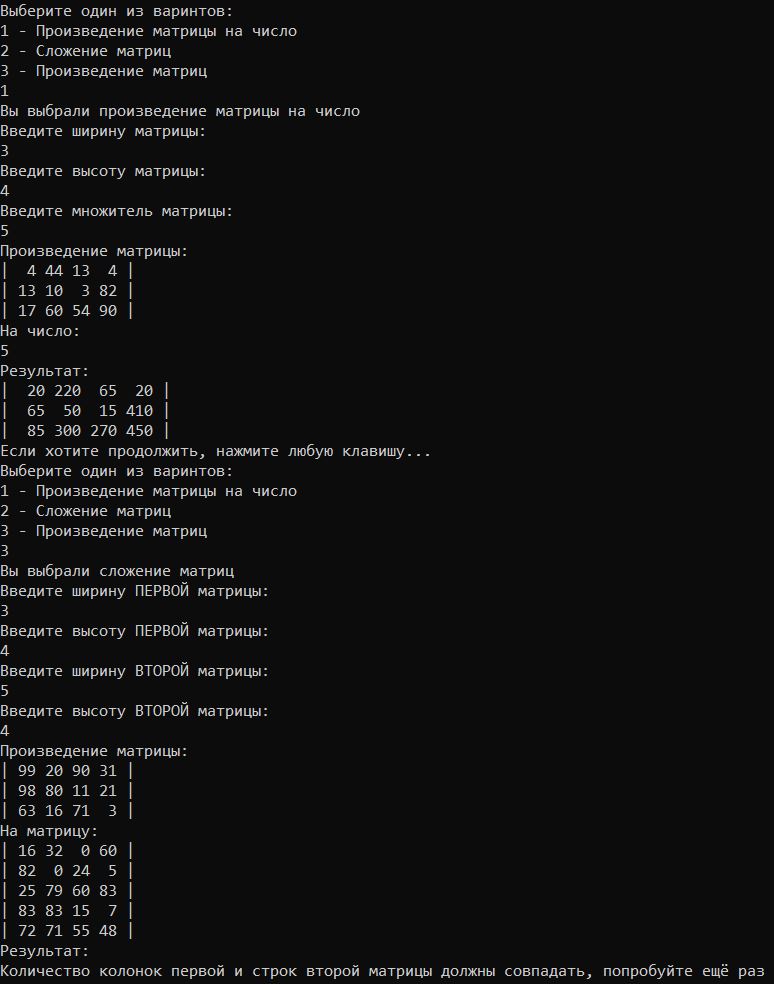 Выберите один из варинтов:
1 - Произведение матрицы на число
2 - Сложение матриц
3 - Произведение матриц
1
Вы выбрали произведение матрицы на число
Введите ширину матрицы:
3
Введите высоту матрицы:
4
Введите множитель матрицы:
5
Произведение матрицы:
|  4 44 13  4 |
| 13 10  3 82 |
| 17 60 54 90 |
На число:
5
Результат:
|  20 220  65  20 |
|  65  50  15 410 |
|  85 300 270 450 |
Если хотите продолжить, нажмите любую клавишу...
Выберите один из варинтов:
1 - Произведение матрицы на число
2 - Сложение матриц
3 - Произведение матриц
3
Вы выбрали сложение матриц
Введите ширину ПЕРВОЙ матрицы:
3
Введите высоту ПЕРВОЙ матрицы:
4
Введите ширину ВТОРОЙ матрицы:
5
Введите высоту ВТОРОЙ матрицы:
4
Произведение матрицы:
| 99 20 90 31 |
| 98 80 11 21 |
| 63 16 71  3 |
На матрицу:
| 16 32  0 60 |
| 82  0 24  5 |
| 25 79 60 83 |
| 83 83 15  7 |
| 72 71 55 48 |
Результат:
Количество колонок первой и строк второй матрицы должны совпадать, попробуйте ещё раз